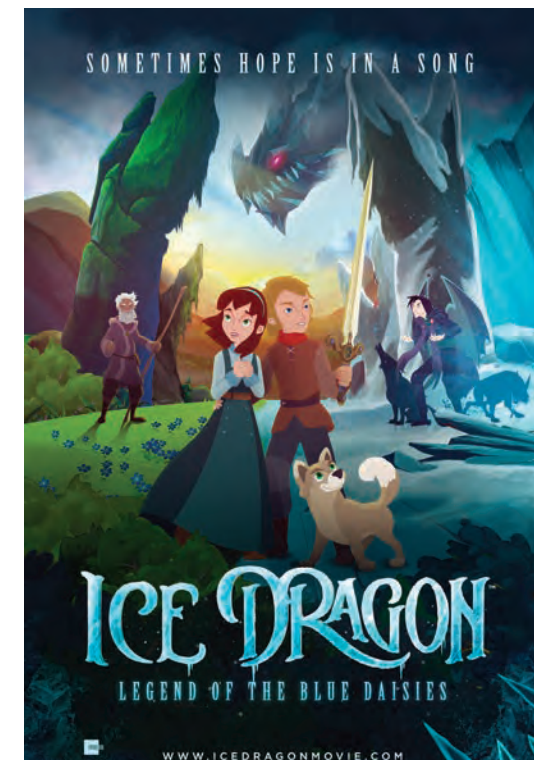 SOMETIMES HOPE IS IN A SONG
ICE DRAGON
LEGEND OF THE BLUE DAISIES
WWW.ICEDRAGONMOVIE.COM